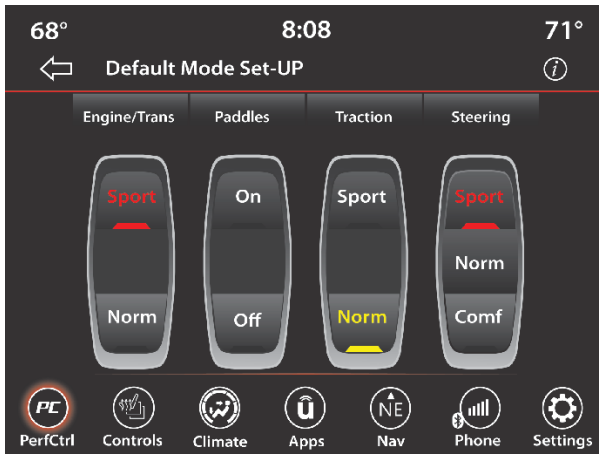 68° 8:08 71°
Default Mode Set-UP i
Engine/Trans Paddles Traction Steering
Sport On Sport Sport
Norm
Norm Off Norm Comf
PC û NE
PerfCtrl Controls Climate Apps Nav Phone Settings